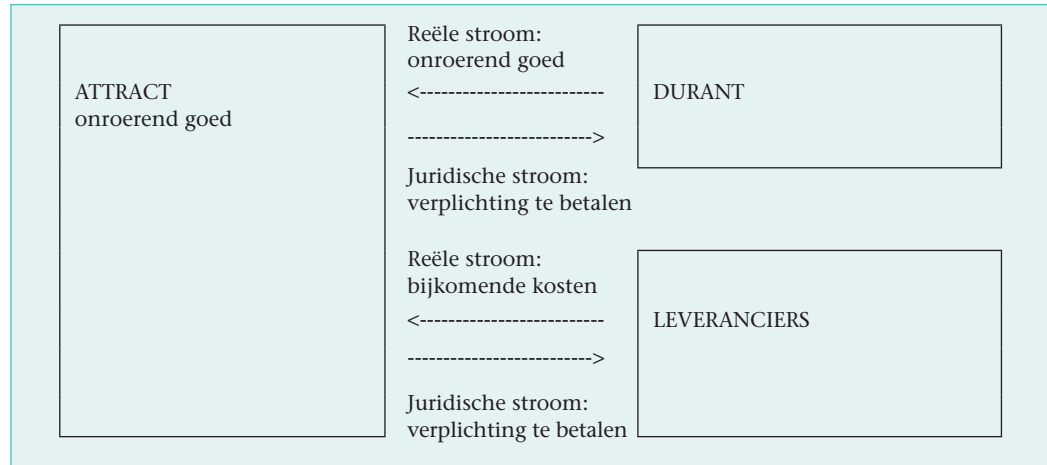 Reële stroom:
onroerend goed
ATTRACT
onroerend goed
<--------------------------
DURANT
-------------------------->
Juridische stroom:
verplichting te betalen
Reële stroom:
bijkomende kosten
<--------------------------
LEVERANCIERS
-------------------------->
Juridische stroom:
verplichting te betalen